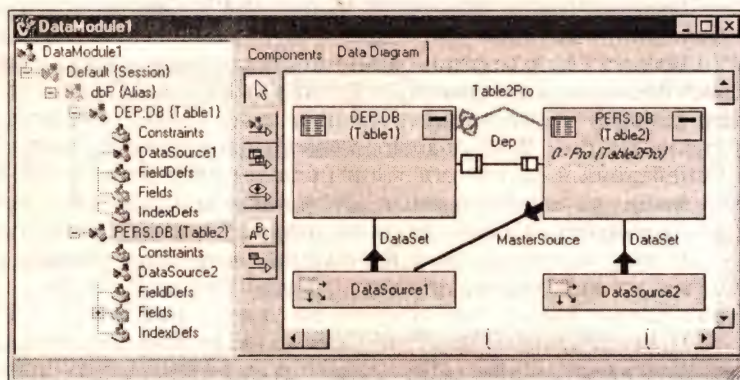 DataModule1
DataModule1
Default {Session}
dbP {Alias}
DEP.DB {Table1}
Constraints
DataSource1
FieldDefs
Fields
IndexDefs
PERS.DB {Table2}
Constraints
DataSource2
FieldDefs
Fields
IndexDefs
Components Data Diagram
ABC
Table2Pro
DEP.DB
{Table1}
Dep
PERS.DB
{Table2}
0 - Pro {Table2Pro}
DataSet
MasterSource
DataSet
DataSource1
DataSource2